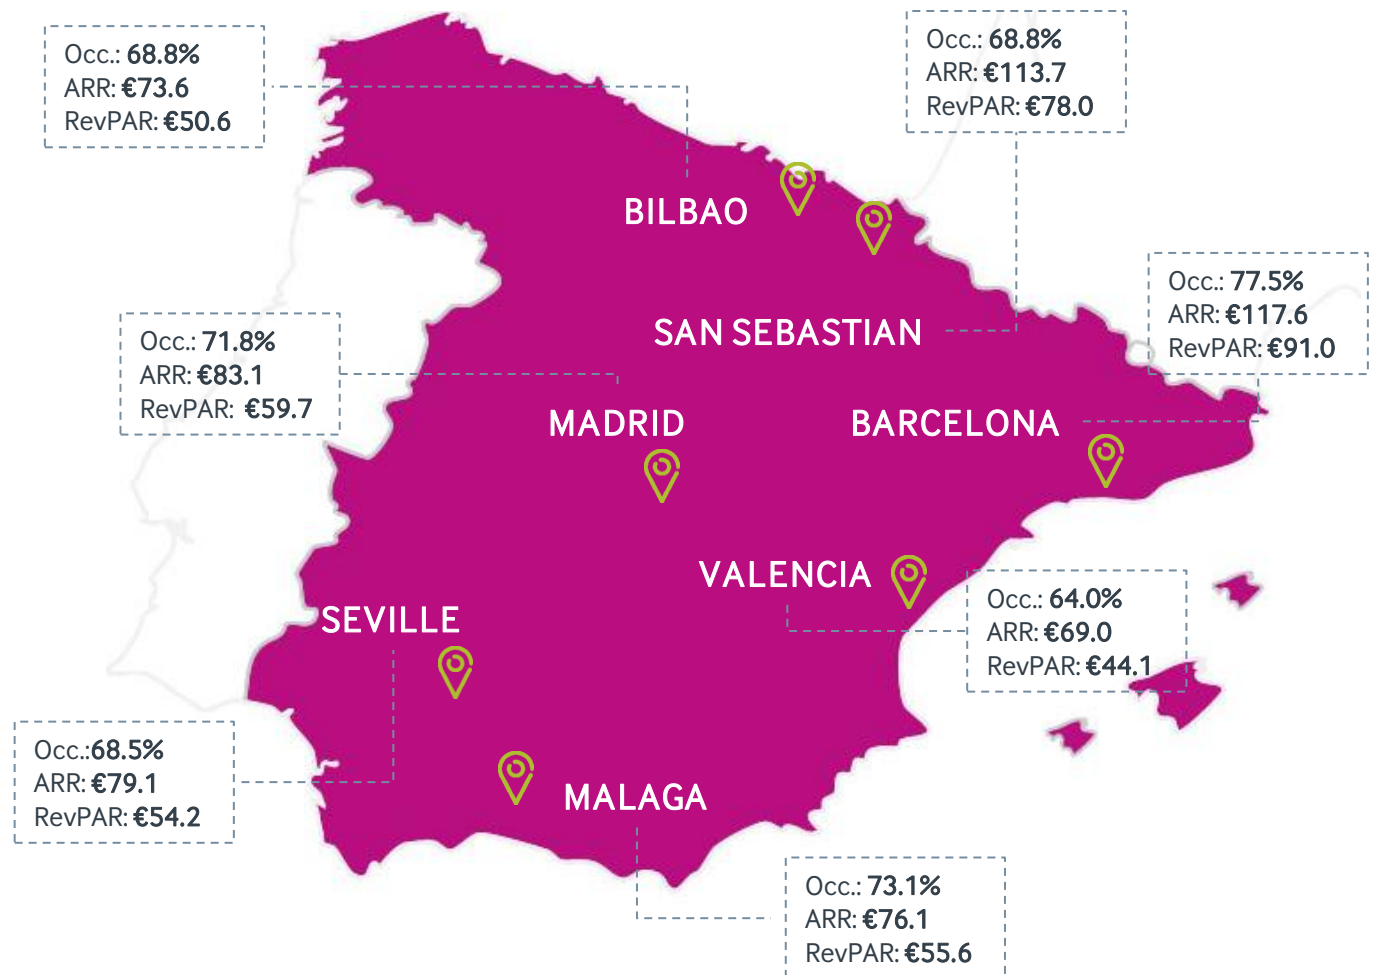 Occ.: 68.8%
ARR: €73.6
RevPAR: €50.6
Occ.: 68.8%
ARR: €113.7
RevPAR: €78.0
BILBAO
Occ.: 77.5%
ARR: €117.6
RevPAR: €91.0
SAN SEBASTIAN
Occ.: 71.8%
ARR: €83.1
RevPAR: €59.7
MADRID
BARCELONA
VALENCIA
Occ.: 64.0%
ARR: €69.0
RevPAR: €44.1
SEVILLE
Occ.:68.5%
ARR: €79.1
RevPAR: €54.2
MALAGA
Occ.: 73.1%
ARR: €76.1
RevPAR: €55.6